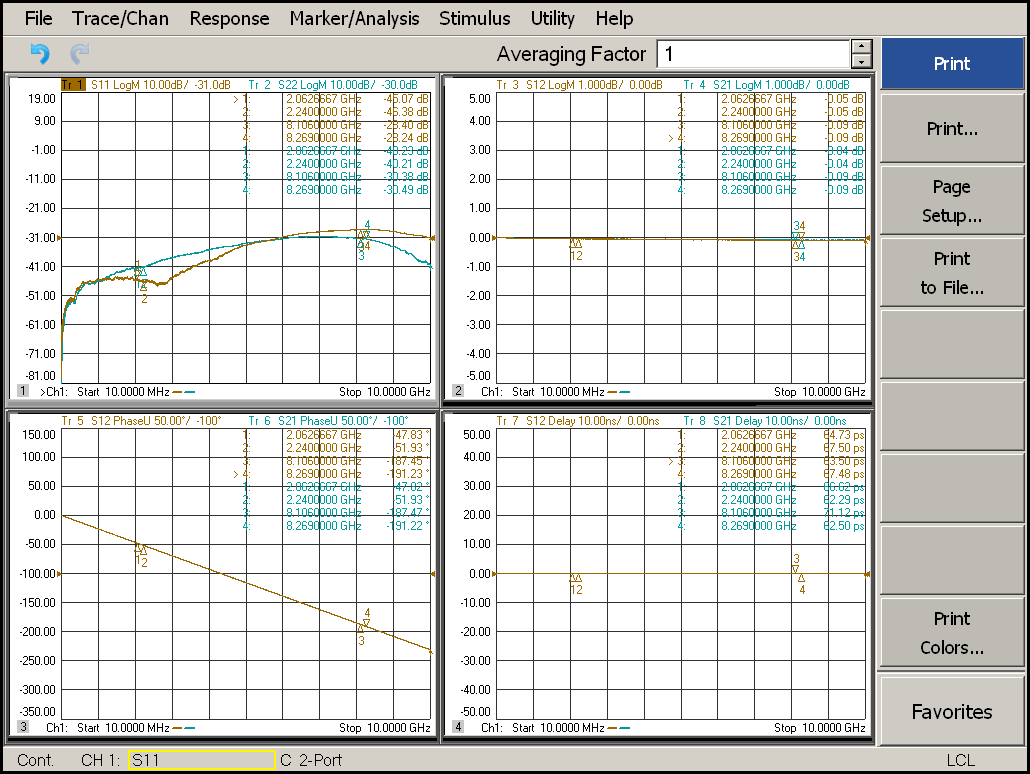 File Trace/Chan Response Marker/Analysis Stimulus Utility Help
Averaging Factor 1
Tr 1 S11 LogM 10.00dB/ -31.0dB Tr 2 S22 LogM 10.00dB/ -30.0dB
19.00
9.00
-1.00
-11.00
-21.00
-31.00
-41.00
-51.00
-61.00
-71.00
-81.00
> 1: 2.0626667 GHz -45.07 dB
2: 2.2400000 GHz -45.38 dB
3: 8.1060000 GHz -28.40 dB
4: 8.2690000 GHz -28.24 dB
1: 2.0626667 GHz
2: 2.2400000 GHz -40.21 dB
3: 8.1060000 GHz -30.38 dB
4: 8.2690000 GHz -30.49 dB
1
2
4
4
3
1 >Ch1: Start 10.0000 MHz Stop 10.0000 GHz
Tr 3 S12 LogM 1.000dB/ 0.00dB Tr 4 S21 LogM 1.000dB/ 0.00dB
5.00
4.00
3.00
2.00
1.00
0.00
-1.00
-2.00
-3.00
-4.00
-5.00
1: 2.0626667 GHz -0.05 dB
2: 2.2400000 GHz -0.05 dB
3: 8.1060000 GHz -0.09 dB
> 4: 8.2690000 GHz -0.09 dB
1: 2.0626667 GHz -0.04 dB
2: 2.2400000 GHz -0.04 dB
3: 8.1060000 GHz -0.09 dB
4: 8.2690000 GHz -0.09 dB
34
12 34
2 Ch1: Start 10.0000 MHz Stop 10.0000 GHz
Tr 5 S12 PhaseU 50.00°/ -100° Tr 6 S21 PhaseU 50.00°/ -100°
150.00
100.00
50.00
0.00
-50.00
-100.00
-150.00
-200.00
-250.00
-300.00
-350.00
1: 2.0626667 GHz -47.83 °
2: 2.2400000 GHz -51.93 °
3: 8.1060000 GHz -187.45 °
> 4: 8.2690000 GHz -191.23 °
1: 2.0626667 GHz -47.82 °
2: 2.2400000 GHz -51.93 °
3: 8.1060000 GHz -187.47 °
4: 8.2690000 GHz -191.22 °
12
4
3
3 Ch1: Start 10.0000 MHz Stop 10.0000 GHz
Tr 7 S12 Delay 10.00ns/ 0.00ns Tr 8 S21 Delay 10.00ns/ 0.00ns
50.00
40.00
30.00
20.00
10.00
0.00
-10.00
-20.00
-30.00
-40.00
-50.00
1: 2.0626667 GHz 64.73 ps
2: 2.2400000 GHz 67.50 ps
> 3: 8.1060000 GHz 63.50 ps
4: 8.2690000 GHz 67.48 ps
1: 2.0626667 GHz 66.62 ps
2: 2.2400000 GHz 62.29 ps
3: 8.1060000 GHz 71.12 ps
4: 8.2690000 GHz 62.50 ps
3
12 4
4 Ch1: Start 10.0000 MHz Stop 10.0000 GHz
Print
Print...
Page
Setup...
Print
to File...
Print
Colors...
Favorites
Cont. CH 1: S11 C 2-Port LCL